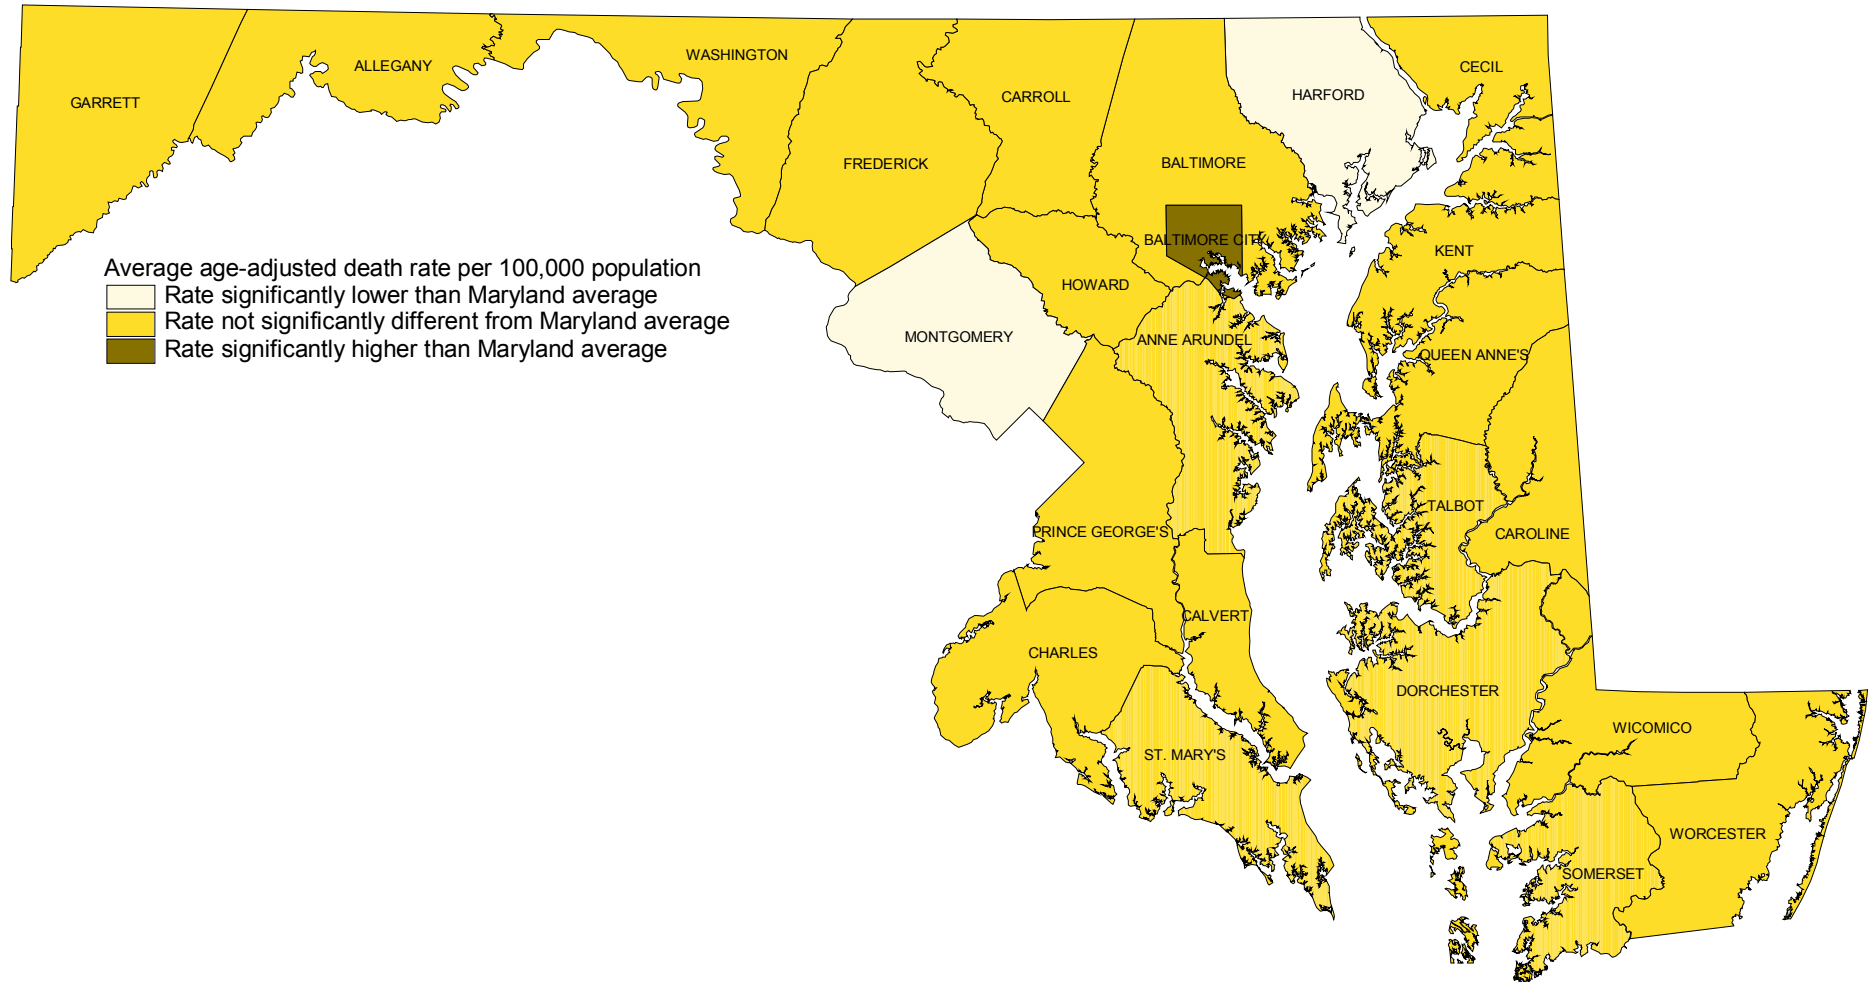 GARRETT
ALLEGANY
WASHINGTON
FREDERICK
CARROLL
BALTIMORE
HARFORD
CECIL
BALTIMORE CITY
HOWARD
MONTGOMERY
ANNE ARUNDEL
KENT
QUEEN ANNE'S
TALBOT
CAROLINE
PRINCE GEORGE'S
CALVERT
CHARLES
ST. MARY'S
DORCHESTER
WICOMICO
WORCESTER
SOMERSET
Average age-adjusted death rate per 100,000 population
Rate significantly lower than Maryland average
Rate not significantly different from Maryland average
Rate significantly higher than Maryland average